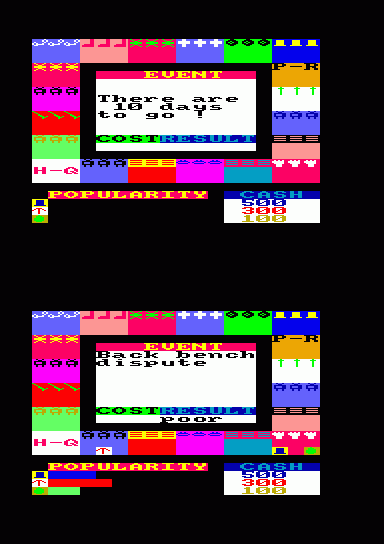 P-R
EVENT
There are
10 days
to go !
COST RESULT
H-Q
POPULARITY CASH
500
300
100
P-R
EVENT
Back bench
dispute
COST RESULT
poor
H-Q
POPULARITY CASH
500
300
100